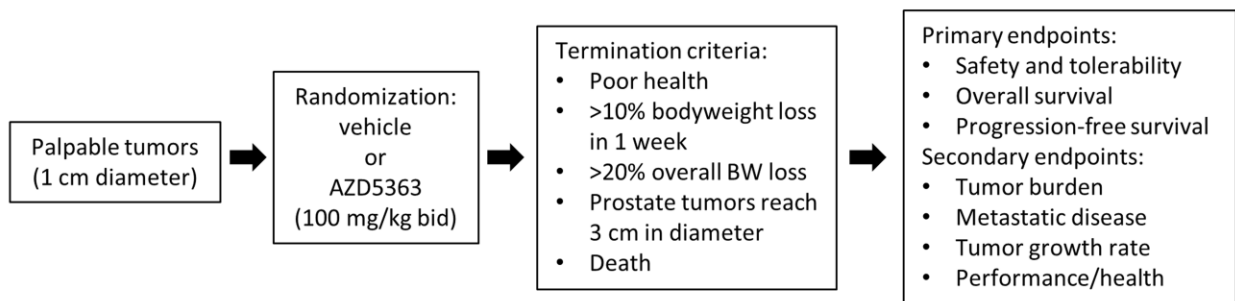 Palpable tumors
(1 cm diameter)
Randomization:
vehicle
or
AZD5363
(100 mg/kg bid)
Termination criteria:
• Poor health
• >10% bodyweight loss
in 1 week
• >20% overall BW loss
• Prostate tumors reach
3 cm in diameter
• Death
Primary endpoints:
• Safety and tolerability
• Overall survival
• Progression-free survival
Secondary endpoints:
• Tumor burden
• Metastatic disease
• Tumor growth rate
• Performance/health